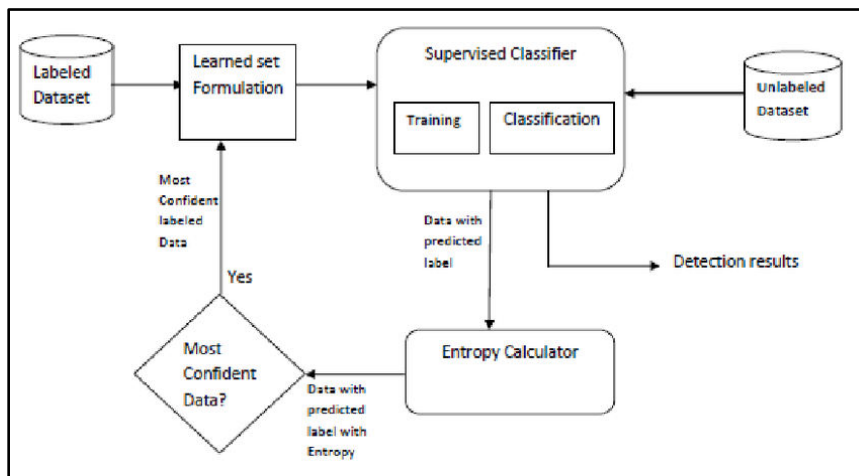 Labeled
Dataset
Learned set
Formulation
Supervised Classifier
Training
Classification
Unlabeled
Dataset
Most
Confident
labeled
Data
Data with
predicted
label
Detection results
Yes
Most
Confident
Data?
Data with
predicted
label with
Entropy
Entropy Calculator